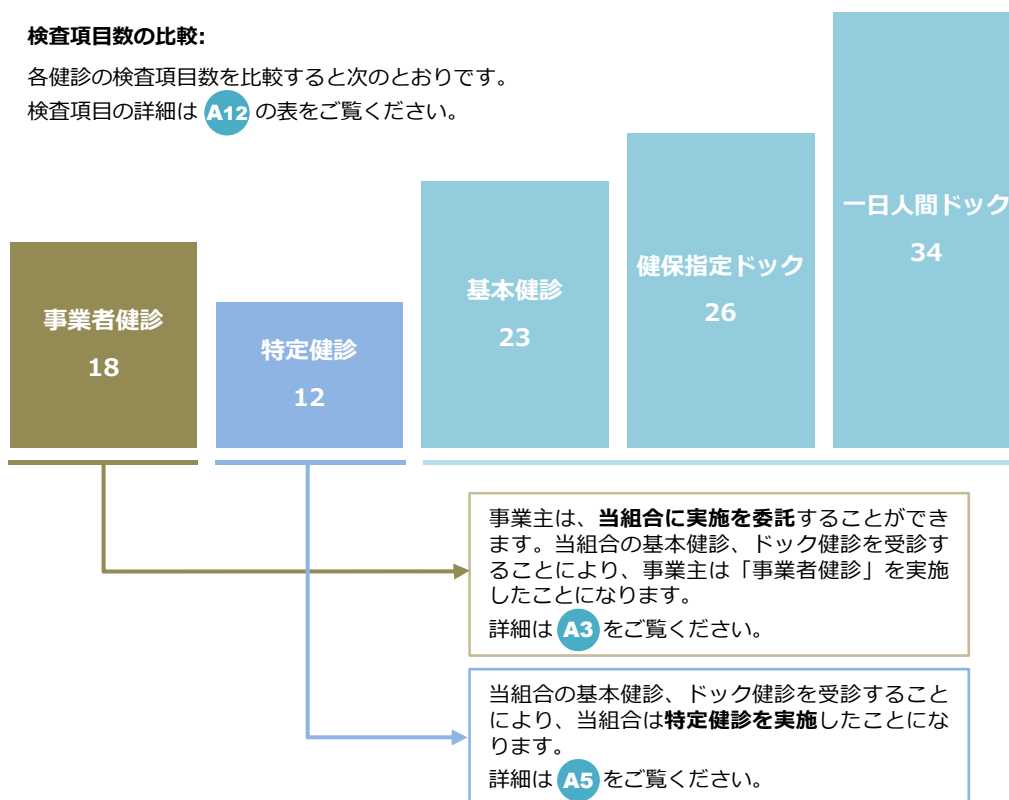 検査項目数の比較:
各健診の検査項目数を比較すると次のとおりです。
検査項目の詳細は A12 の表をご覧ください。
事業者健診
18
特定健診
12
基本健診
23
健保指定ドック
26
一日人間ドック
34
事業主は、当組合に実施を委託することができ
ます。当組合の基本健診、ドック健診を受診す
ることにより、事業主は「事業者健診」を実施
したことになります。
詳細は A3 をご覧ください。
当組合の基本健診、ドック健診を受診すること
により、当組合は特定健診を実施したことにな
ります。
詳細は A5 をご覧ください。